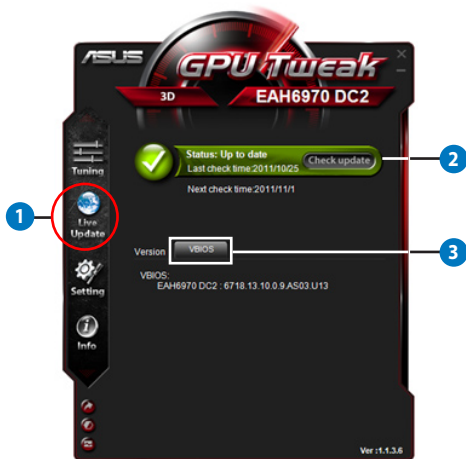 ASUS
GPU Tweak
3D
EAH6970 DC2
Tuning
Live
Update
Setting
Info
Status: Up to date
Last check time:2011/10/25
Check update
Next check time:2011/11/1
Version
VBIOS
VBIOS:
EAH6970 DC2 : 6718.13.10.0.9.AS03.U13
Ver :1.1.3.6
1
2
3